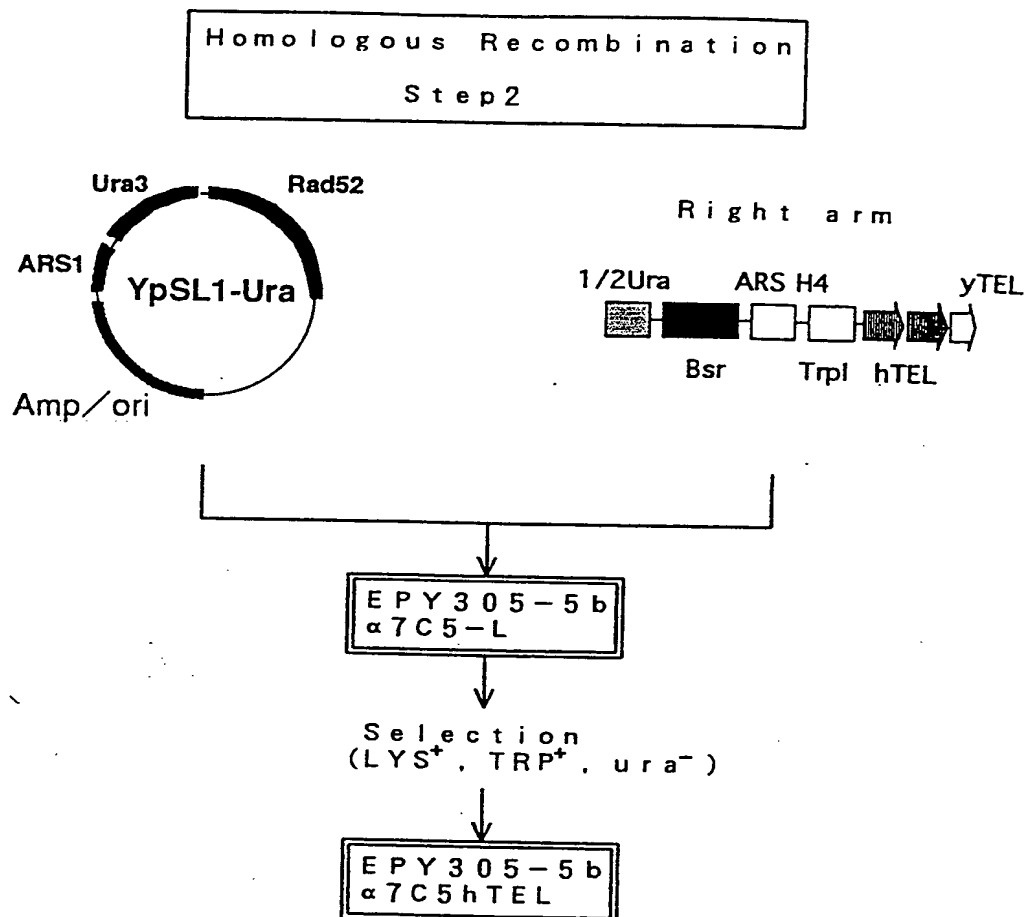 Homologous Recombination
Step2
Ura3
Rad52
ARS1
YpSL1-Ura
Amp/ori
Right arm
1/2Ura
ARS H4
yTEL
Bsr
TrpI
hTEL
EPY305-5b
α7C5-L
Selection
(LYS⁺, TRP⁺, ura⁻)
EPY305-5b
α7C5hTEL